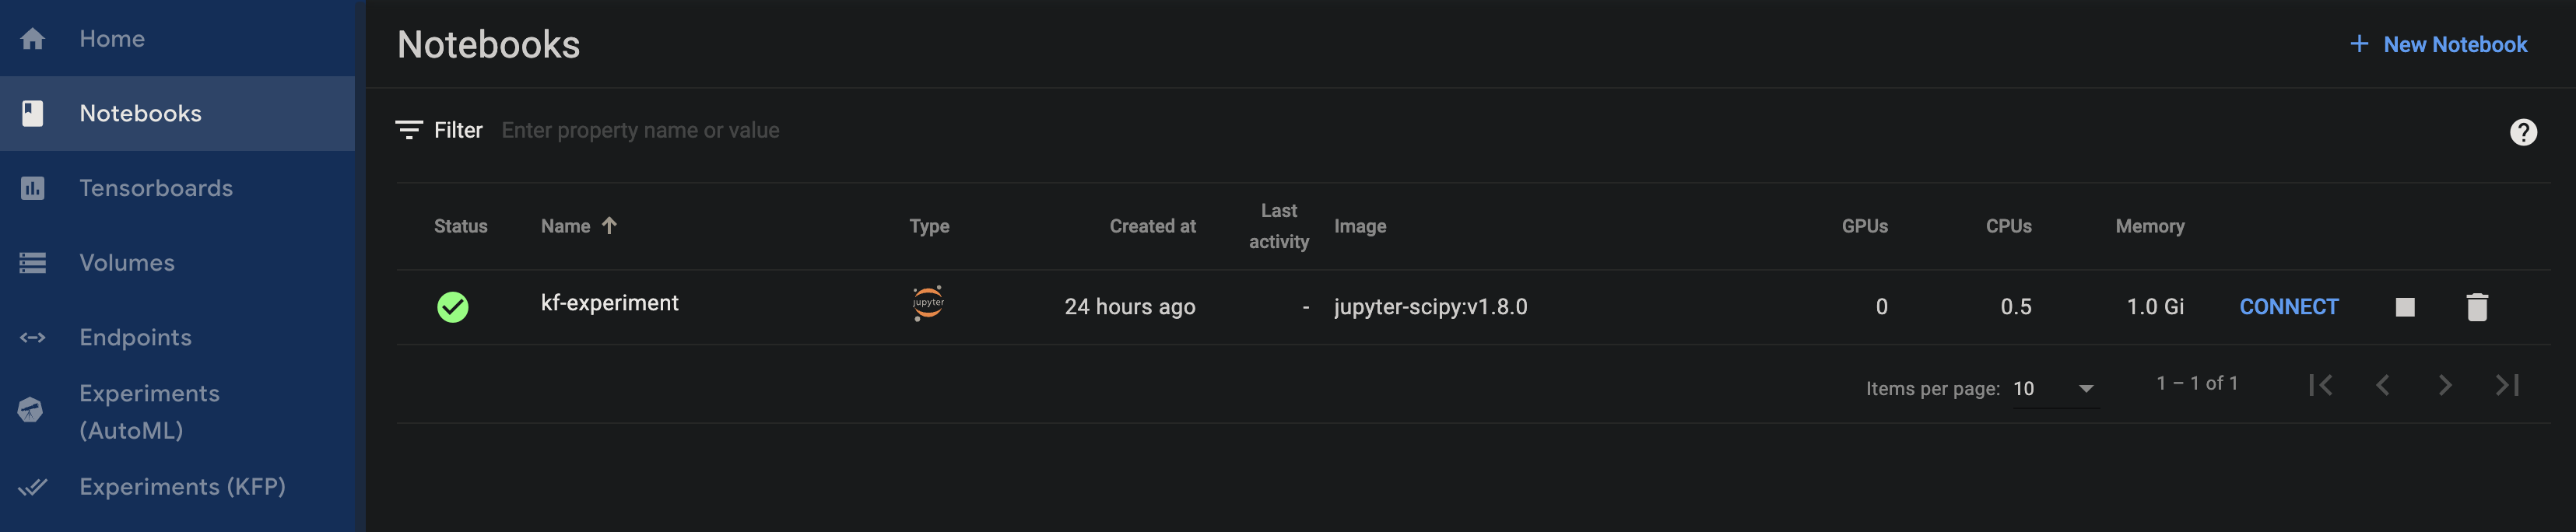 Home
Notebooks
Tensorboards
Volumes
Endpoints
Experiments
(AutoML)
Experiments (KFP)
Notebooks
+ New Notebook
Filter Enter property name or value
?
Status Name Type Created at Last activity Image GPUs CPUs Memory
kf-experiment jupyter 24 hours ago - jupyter-scipy:v1.8.0 0 0.5 1.0 Gi CONNECT
Items per page: 10 1 – 1 of 1